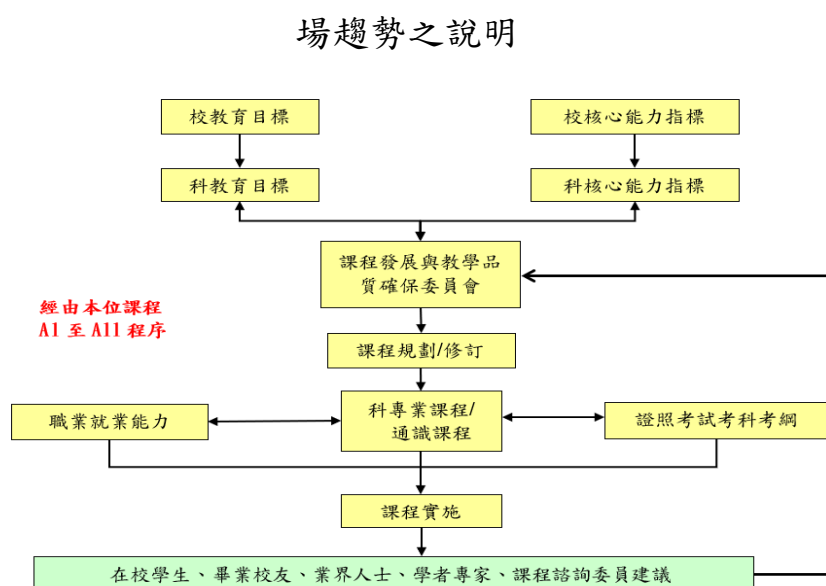 場趨勢之說明
校教育目標
校核心能力指標
科教育目標
科核心能力指標
課程發展與教學品
質確保委員會
經由本位課程
A1 至 A11 程序
課程規劃/修訂
職業就業能力
科專業課程/
通識課程
證照考試考科考綱
課程實施
在校學生、畢業校友、業界人士、學者專家、課程諮詢委員建議